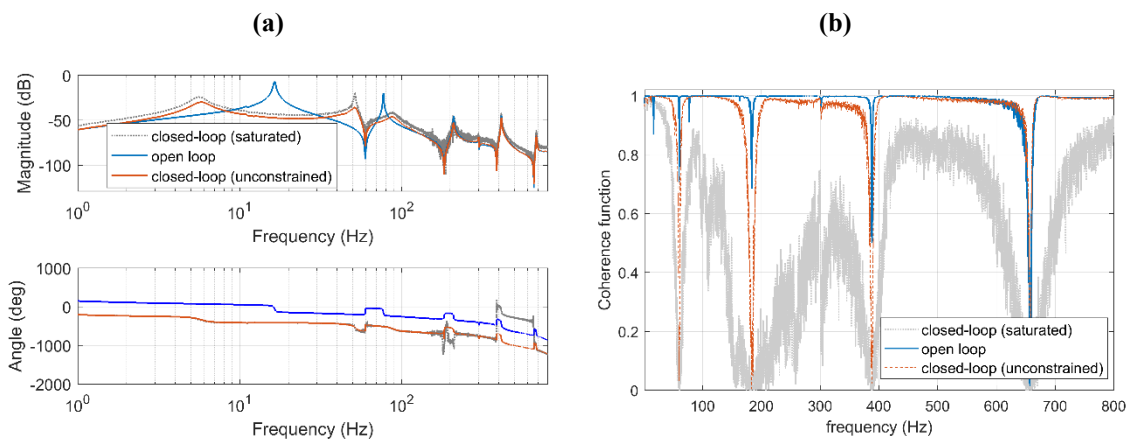 (a)
0
-50
-100
Magnitude (dB)
closed-loop (saturated)
open loop
closed-loop (unconstrained)
10^0
10^1
10^2
Frequency (Hz)
1000
0
-1000
-2000
Angle (deg)
10^0
10^1
10^2
Frequency (Hz)
(b)
1
0.8
0.6
0.4
0.2
0
Coherence function
closed-loop (saturated)
open loop
closed-loop (unconstrained)
100 200 300 400 500 600 700 800
frequency (Hz)